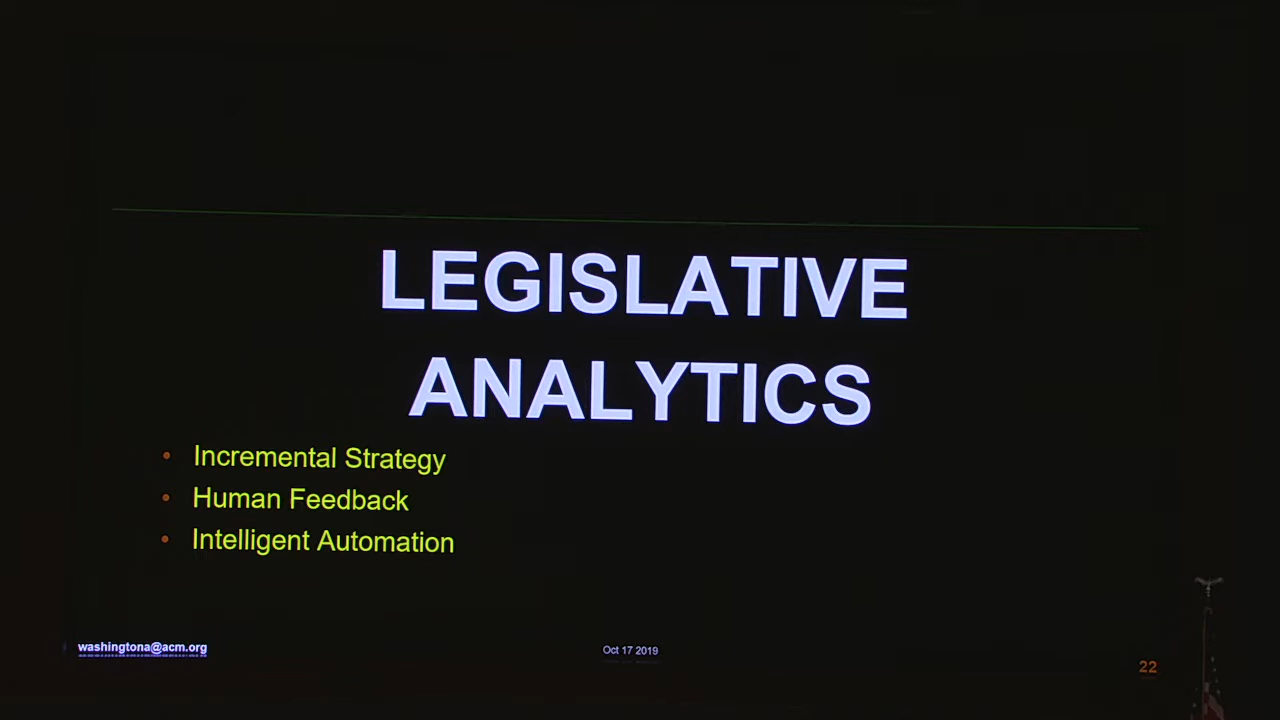 LEGISLATIVE
ANALYTICS
• Incremental Strategy
• Human Feedback
• Intelligent Automation
washingtona@acm.org
Oct 17 2019
22